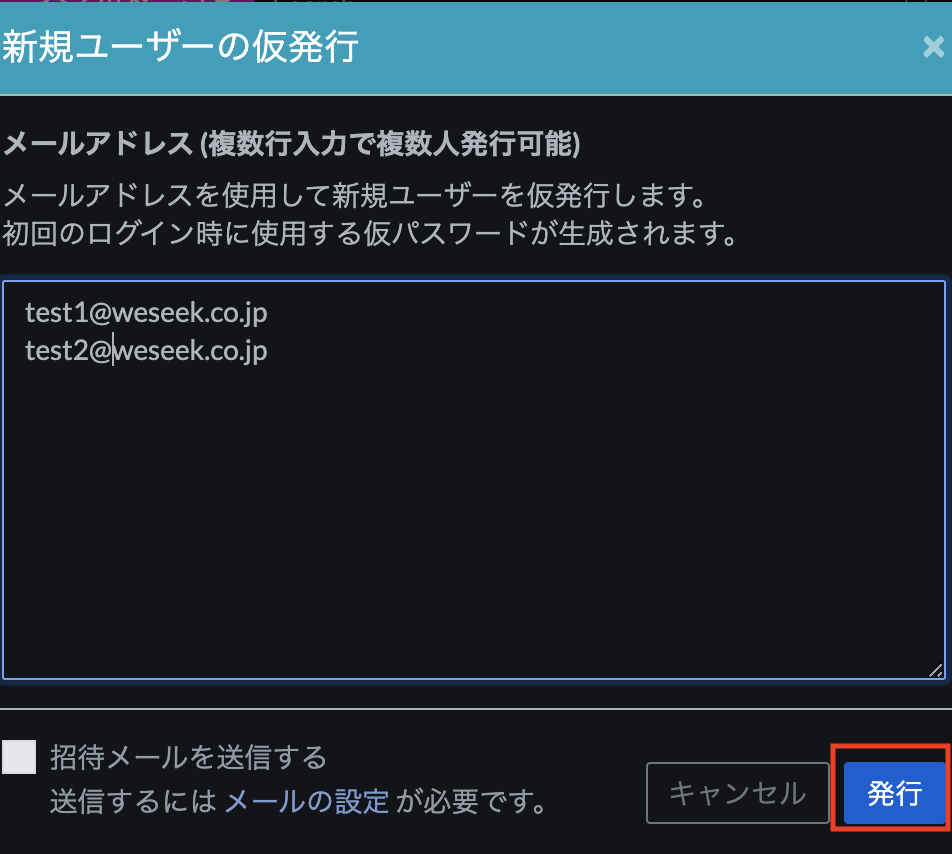 新規ユーザーの仮発行
×
メールアドレス (複数行入力で複数人発行可能)
メールアドレスを使用して新規ユーザーを仮発行します。
初回のログイン時に使用する仮パスワードが生成されます。
test1@weseek.co.jp
test2@weseek.co.jp
招待メールを送信する
送信するには メールの設定 が必要です。
キャンセル
発行